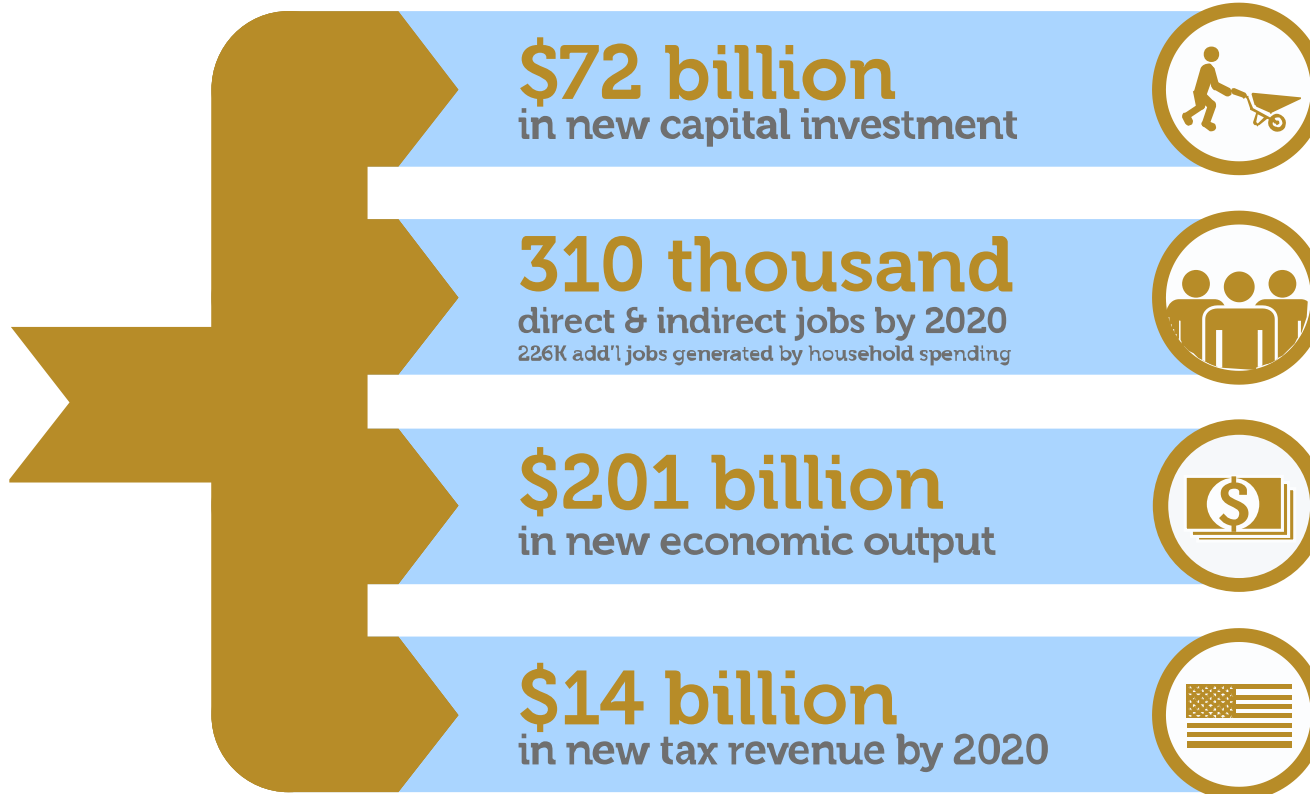 $72 billion
in new capital investment
310 thousand
direct & indirect jobs by 2020
226K add'l jobs generated by household spending
$201 billion
in new economic output
$14 billion
in new tax revenue by 2020